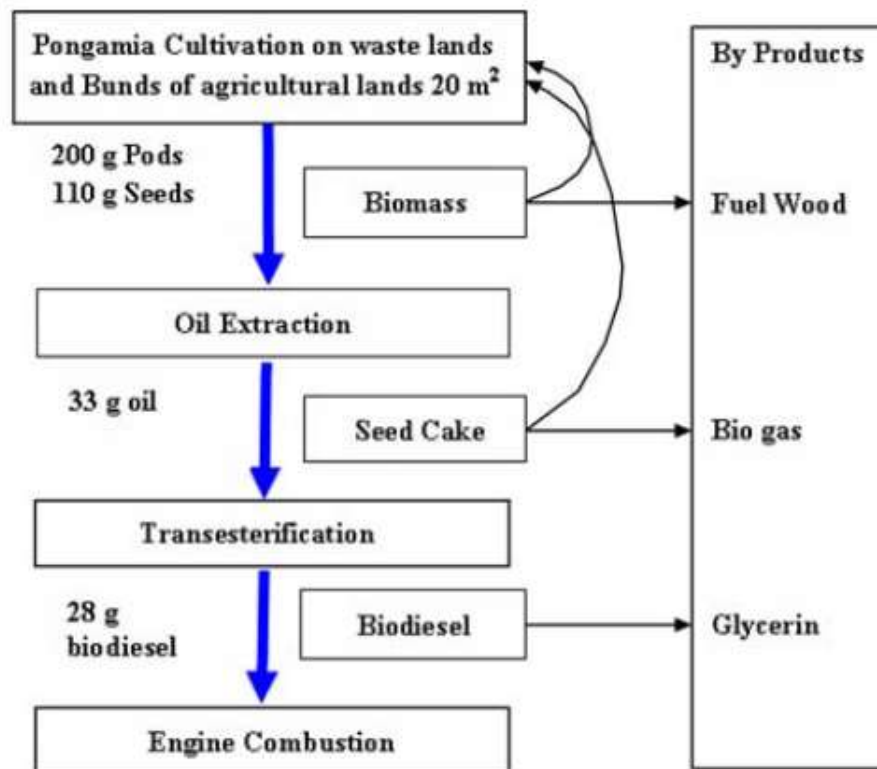 Pongamia Cultivation on waste lands
and Bunds of agricultural lands 20 m²
By Products
200 g Pods
110 g Seeds
Biomass
Fuel Wood
Oil Extraction
33 g oil
Seed Cake
Bio gas
Transesterification
28 g
biodiesel
Biodiesel
Glycerin
Engine Combustion